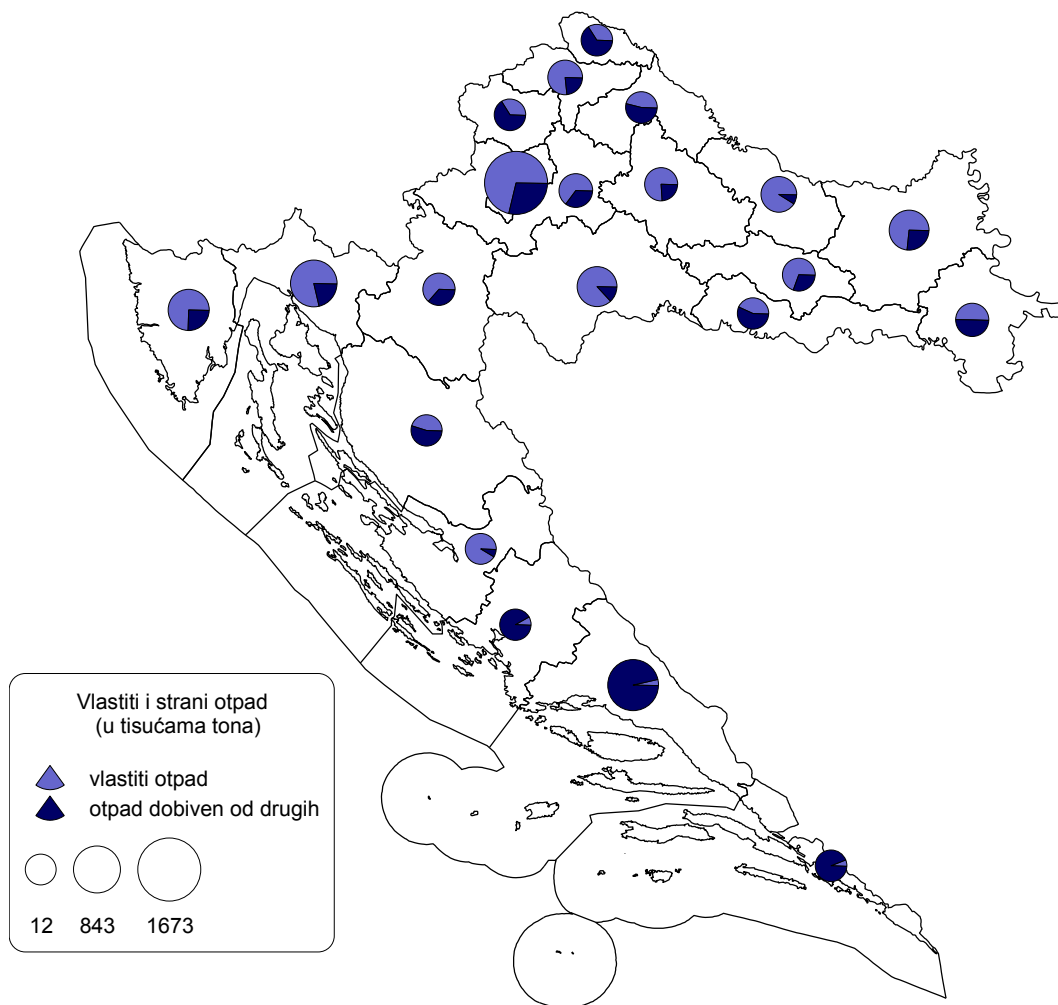 Vlastiti i strani otpad
(u tisućama tona)
vlastiti otpad
otpad dobiven od drugih
12 843 1673